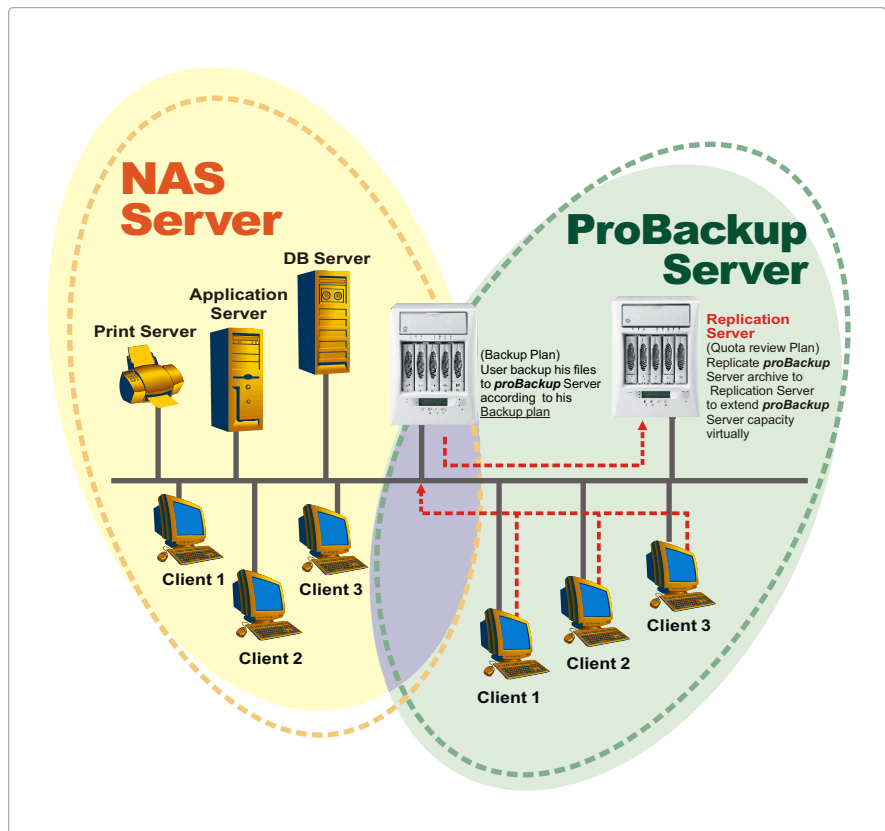 NAS
Server
ProBackup
Server
DB Server
Application
Server
Print Server
(Backup Plan)
User backup his files
to proBackup Server
according to his
Backup plan
Replication
Server
(Quota review Plan)
Replicate proBackup
Server archive to
Replication Server
to extend proBackup
Server capacity
virtually
Client 1
Client 2
Client 3
Client 1
Client 2
Client 3